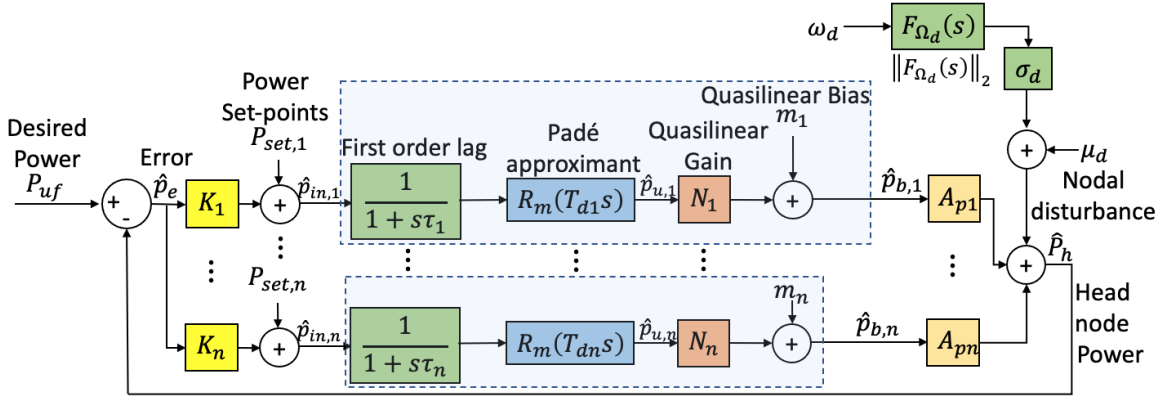 ω_d
F_{Ω_d}(s)
‖F_{Ω_d}(s)‖_2
σ_d
Power
Set-points
P_{set,1}
Quasilinear Bias
m_1
Desired
Power
P_{uf}
Error
p̂_e
K_1
+
-
+
p̂_{in,1}
First order lag
1
1 + sτ_1
Padé
approximant
R_m(T_{d1}s)
p̂_{u,1}
Quasilinear
Gain
N_1
+
p̂_{b,1}
A_{p1}
+
μ_d
Nodal
disturbance
+
P̂_h
Head
node
Power
⋮
⋮
⋮
⋮
⋮
⋮
P_{set,n}
K_n
+
p̂_{in,n}
1
1 + sτ_n
R_m(T_{dn}s)
p̂_{u,n}
N_n
m_n
+
p̂_{b,n}
A_{pn}